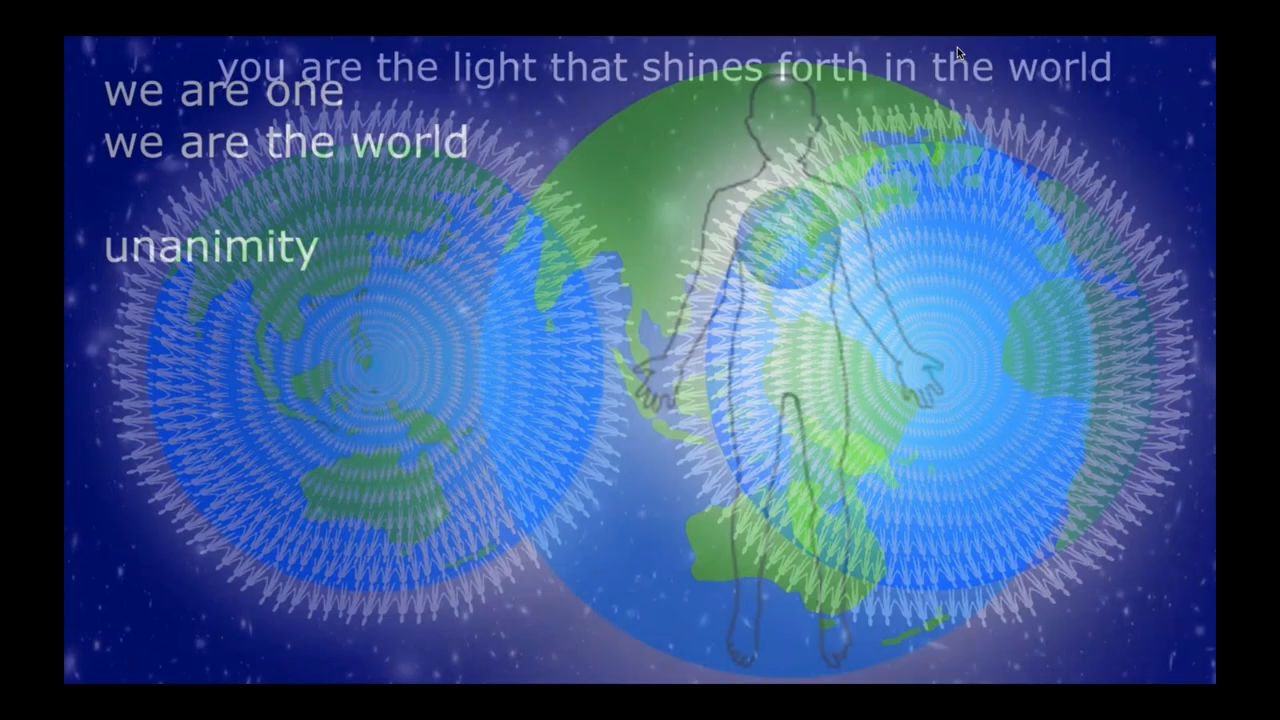 you are the light that shines forth in the world
we are one
we are the world
unanimity